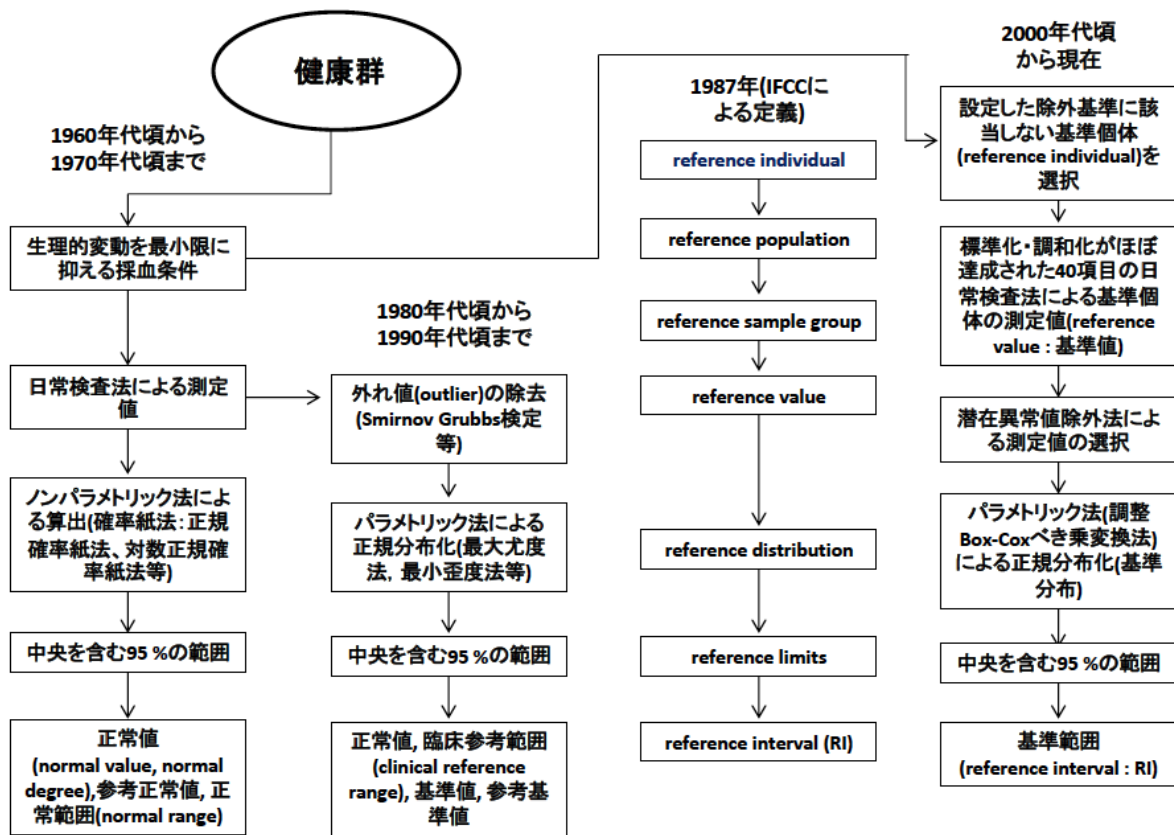 健康群
1960年代頃から
1970年代頃まで
生理的変動を最小限に
抑える採血条件
日常検査法による測定
値
ノンパラメトリック法によ
る算出(確率紙法：正規
確率紙法、対数正規確
率紙法等)
中央を含む95 %の範囲
正常値
(normal value, normal
degree),参考正常値, 正
常範囲(normal range)
1980年代頃から
1990年代頃まで
外れ値(outlier)の除去
(Smirnov Grubbs検定
等)
パラメトリック法による
正規分布化(最大尤度
法，最小歪度法等)
中央を含む95 %の範囲
正常値, 臨床参考範囲
(clinical reference
range), 基準値, 参考基
準値
1987年(IFCCに
よる定義)
reference individual
reference population
reference sample group
reference value
reference distribution
reference limits
reference interval (RI)
2000年代頃
から現在
設定した除外基準に該
当しない基準個体
(reference individual)を
選択
標準化・調和化がほぼ
達成された40項目の日
常検査法による基準個
体の測定値(reference
value : 基準値)
潜在異常値除外法によ
る測定値の選択
パラメトリック法(調整
Box-Coxべき乗変換法)
による正規分布化(基準
分布)
中央を含む95 %の範囲
基準範囲
(reference interval : RI)